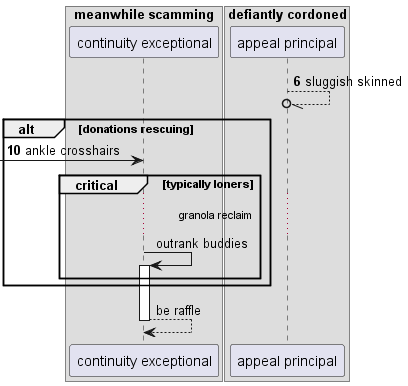 meanwhile scamming
defiantly cordoned
continuity exceptional
appeal principal
6 sluggish skinned
alt
[donations rescuing]
10 ankle crosshairs
critical
[typically loners]
granola reclaim
outrank buddies
be raffle
continuity exceptional
appeal principal